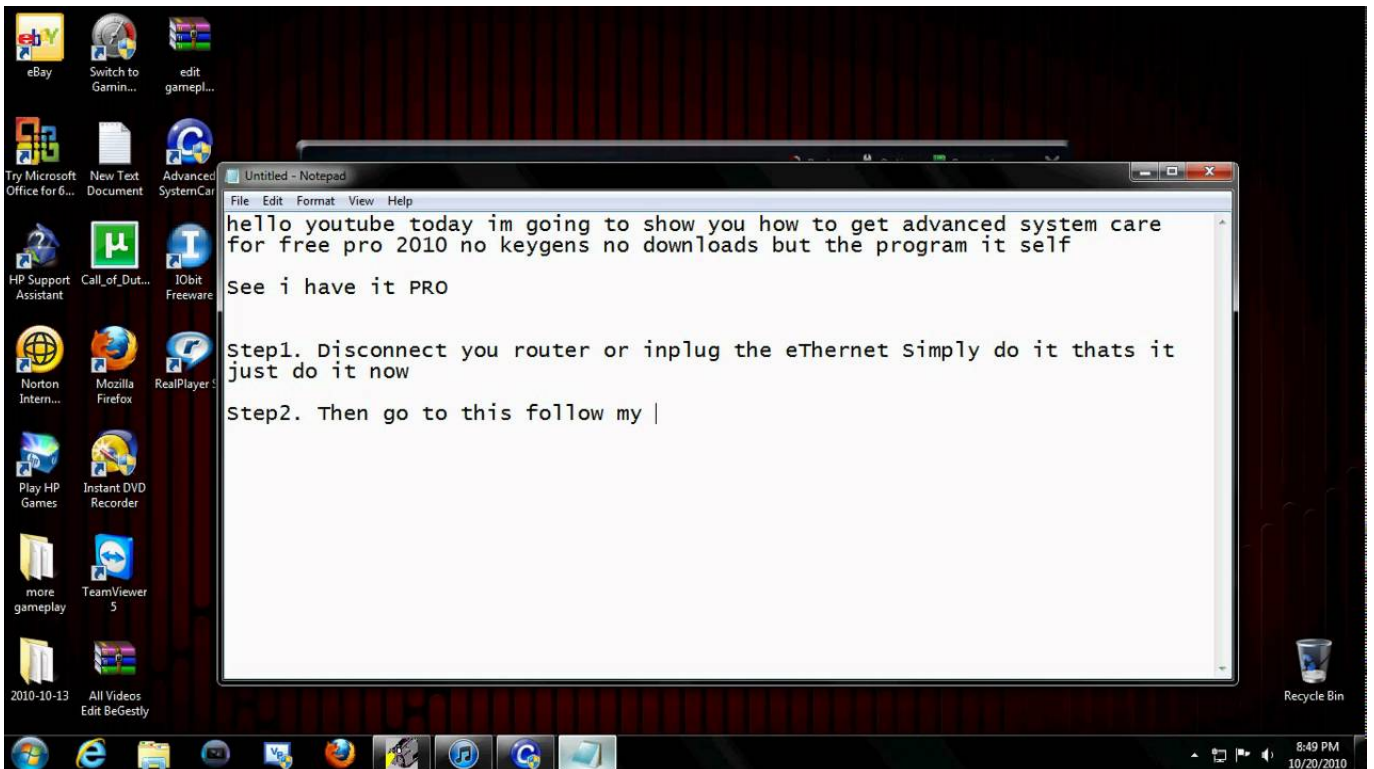 eBay
Switch to
Gamin...
edit
gamepl...
Try Microsoft
Office for 6...
New Text
Document
Advanced
SystemCar
Untitled - Notepad
File Edit Format View Help
hello youtube today im going to show you how to get advanced system care
for free pro 2010 no keygens no downloads but the program it self
See i have it PRO
Step1. Disconnect you router or inplug the eThernet Simply do it thats it
just do it now
Step2. Then go to this follow my
HP Support
Assistant
Call_of_Dut...
IObit
Freeware
Norton
Intern...
Mozilla
Firefox
RealPlayer
Play HP
Games
Instant DVD
Recorder
more
gameplay
TeamViewer
5
2010-10-13
All Videos
Edit BeGestly
Recycle Bin
8:49 PM
10/20/2010